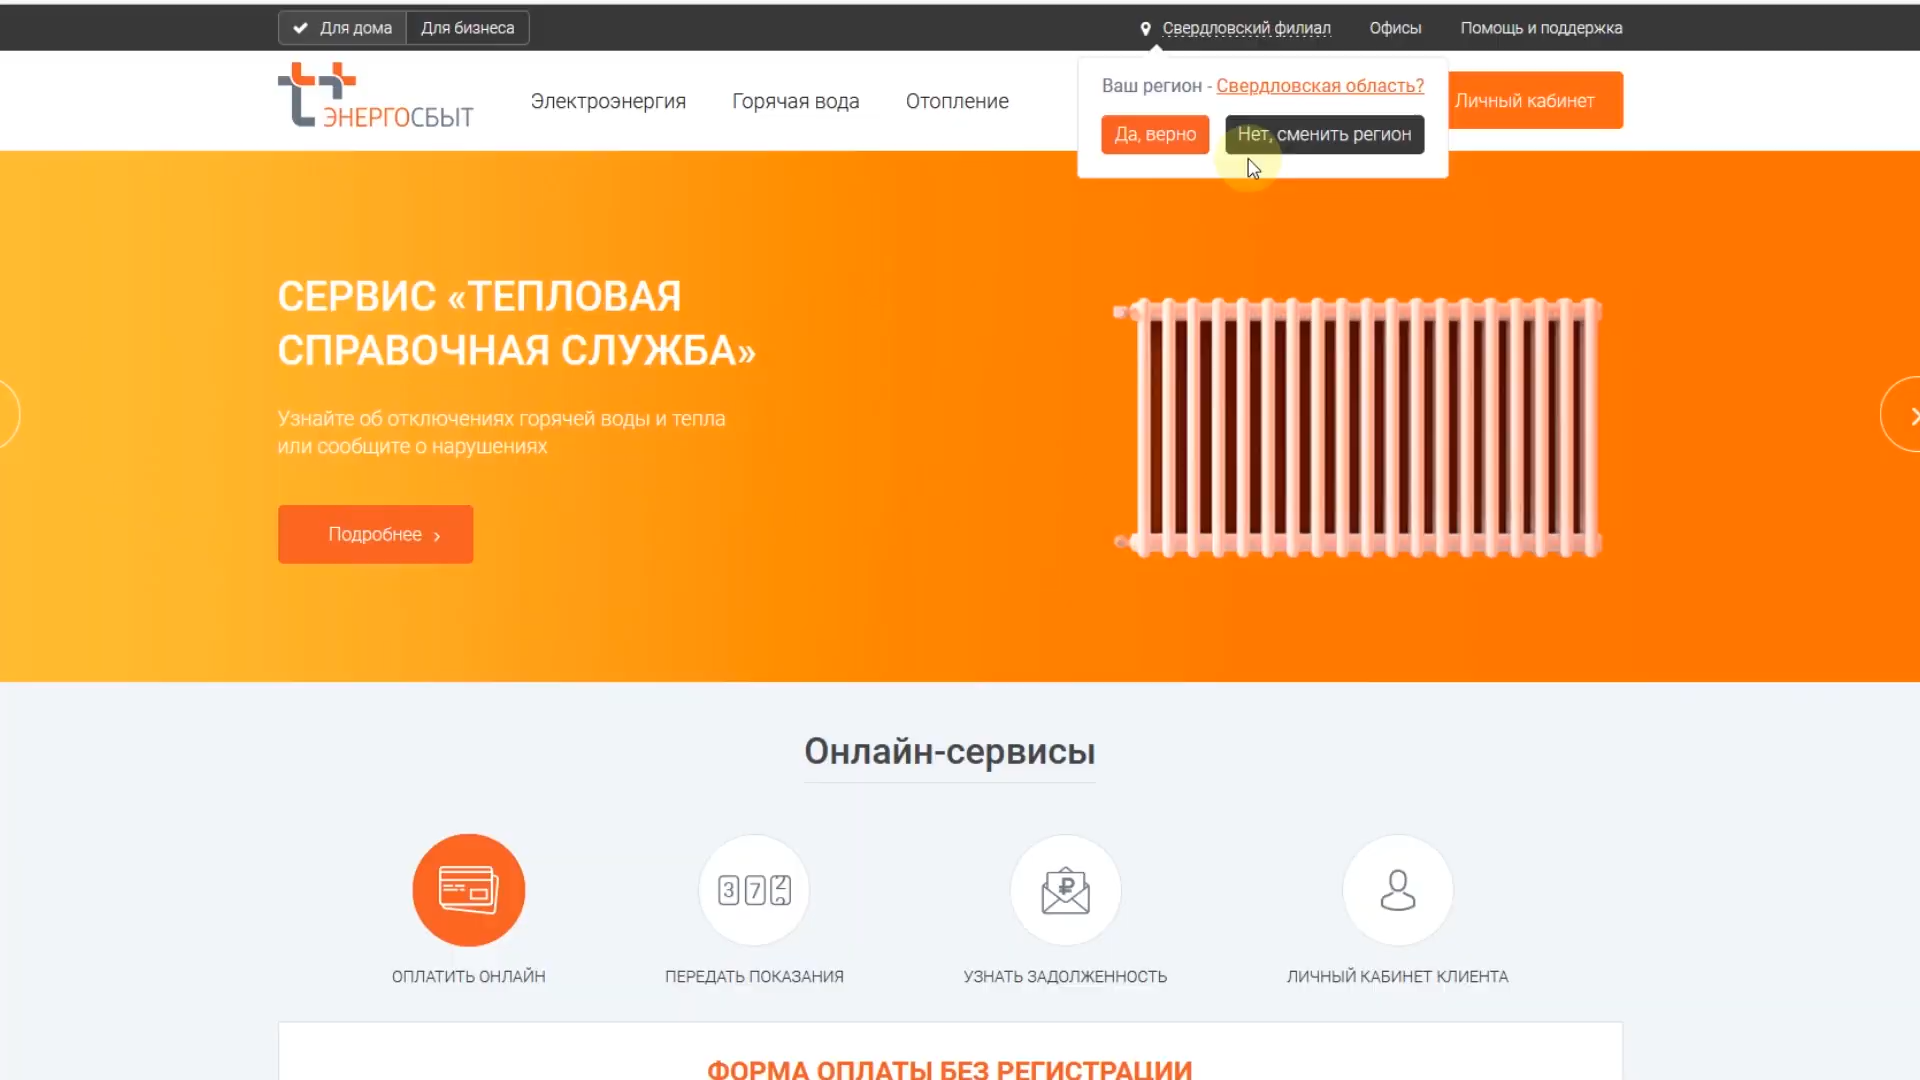 Для дома
Для бизнеса
Свердловский филиал
Офисы
Помощь и поддержка
ЭНЕРГОСБЫТ
Электроэнергия
Горячая вода
Отопление
Ваш регион - Свердловская область?
Да, верно
Нет, сменить регион
Личный кабинет
СЕРВИС «ТЕПЛОВАЯ
СПРАВОЧНАЯ СЛУЖБА»
Узнайте об отключениях горячей воды и тепла
или сообщите о нарушениях
Подробнее
Онлайн-сервисы
372
₽
ОПЛАТИТЬ ОНЛАЙН
ПЕРЕДАТЬ ПОКАЗАНИЯ
УЗНАТЬ ЗАДОЛЖЕННОСТЬ
ЛИЧНЫЙ КАБИНЕТ КЛИЕНТА
ФОРМА ОПЛАТЫ БЕЗ РЕГИСТРАЦИИ